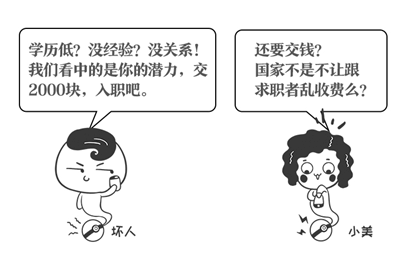 学历低？没经验？没关系！
我们看中的是你的潜力，交
2000块，入职吧。
还要交钱？
国家不是不让跟
求职者乱收费么？
坏人
小美